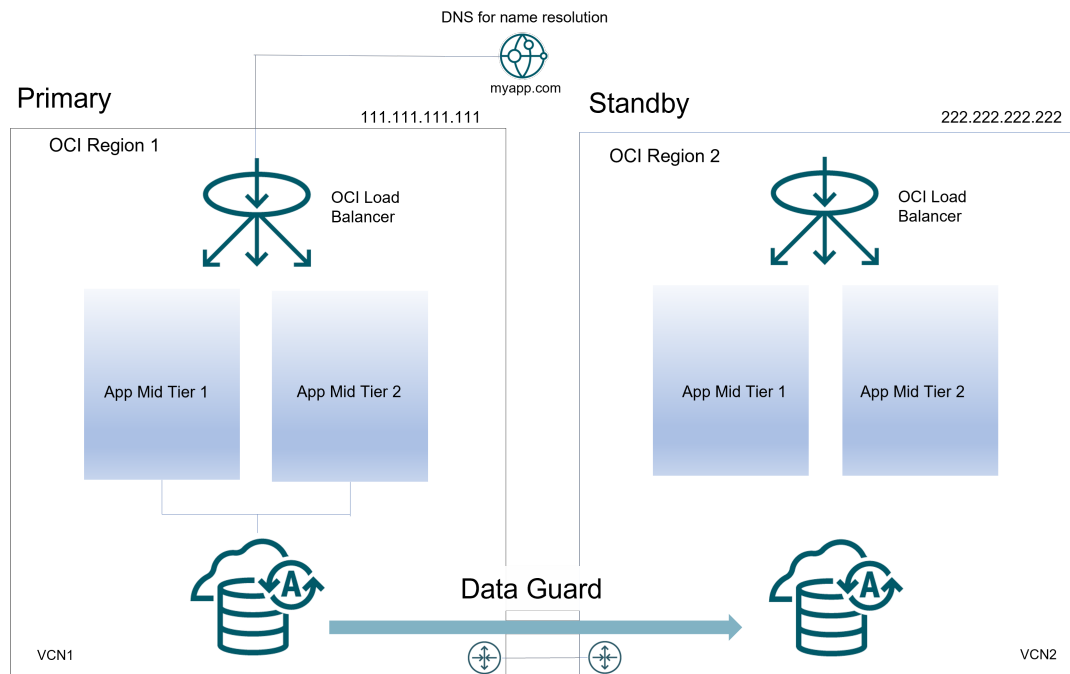 DNS for name resolution
myapp.com
Primary
111.111.111.111
Standby
222.222.222.222
OCI Region 1
OCI Region 2
OCI Load
Balancer
OCI Load
Balancer
App Mid Tier 1
App Mid Tier 2
App Mid Tier 1
App Mid Tier 2
A
A
Data Guard
VCN1
VCN2